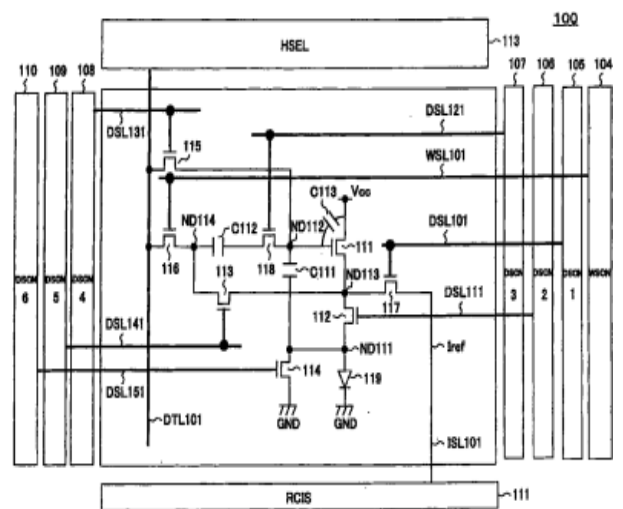 100
HSEL
113
110 109 108
107 106 105 104
DSL131
DSL121
115
WSL101
C113
VCC
ND114
C112
ND112
DSL101
111
116
113
118
C111
ND113
117
DSL111
DSCN 6
DSCN 5
DSCN 4
DSCN 3
DSCN 2
DSCN 1
WSCN
112
DSL141
ND111
Iref
114
119
DSL151
GND
GND
DTL101
ISL101
RCIS
111